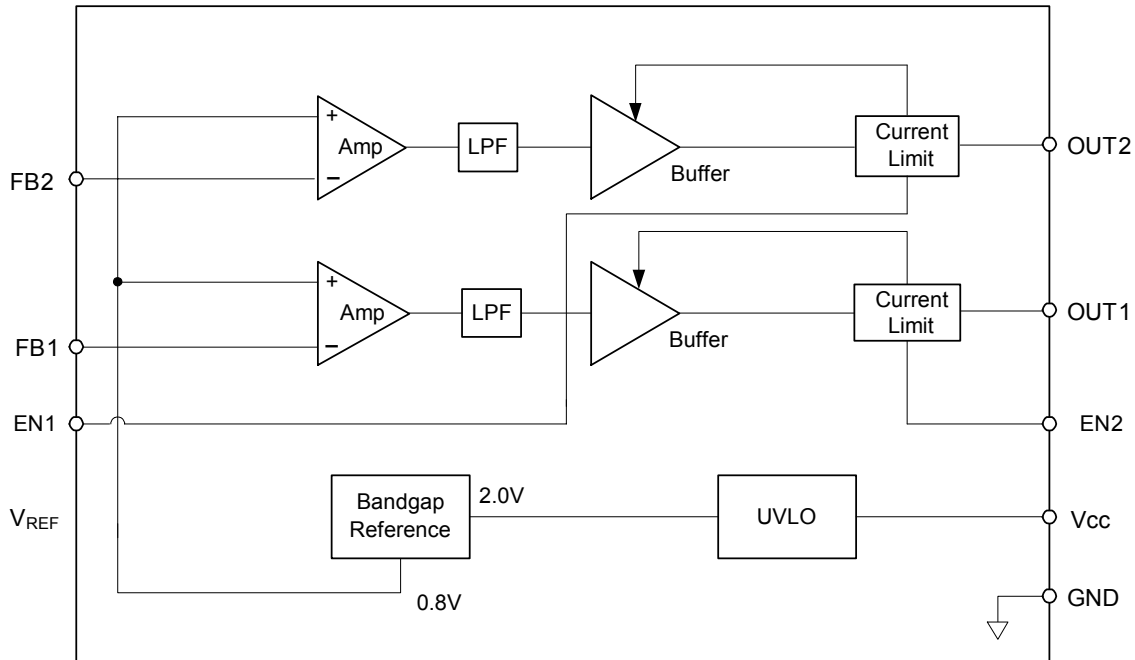 +
Amp
−
LPF
Buffer
Current
Limit
OUT2
FB2
+
Amp
−
LPF
Buffer
Current
Limit
OUT1
FB1
EN1
EN2
VREF
Bandgap
Reference
2.0V
UVLO
Vcc
0.8V
GND